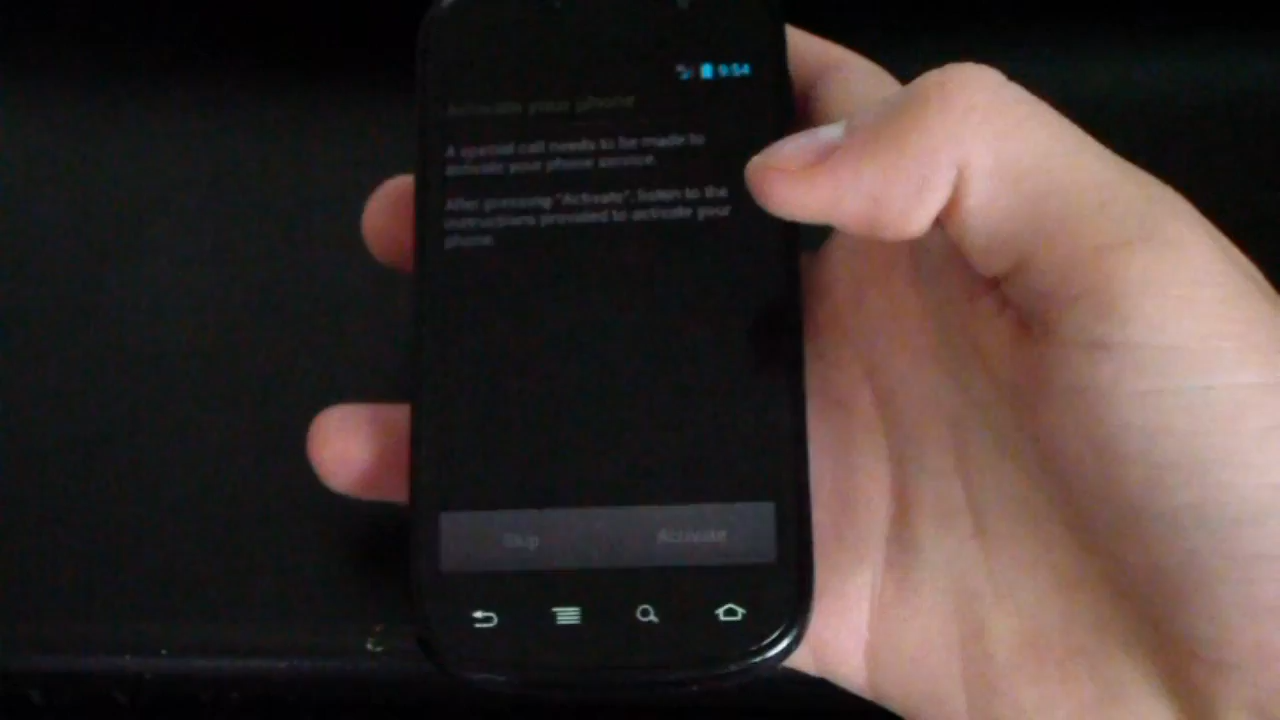 9:54
Activate your phone
A special call needs to be made to
activate your phone service.
After pressing "Activate", listen to the
instructions provided to activate your
phone.
Skip Activate